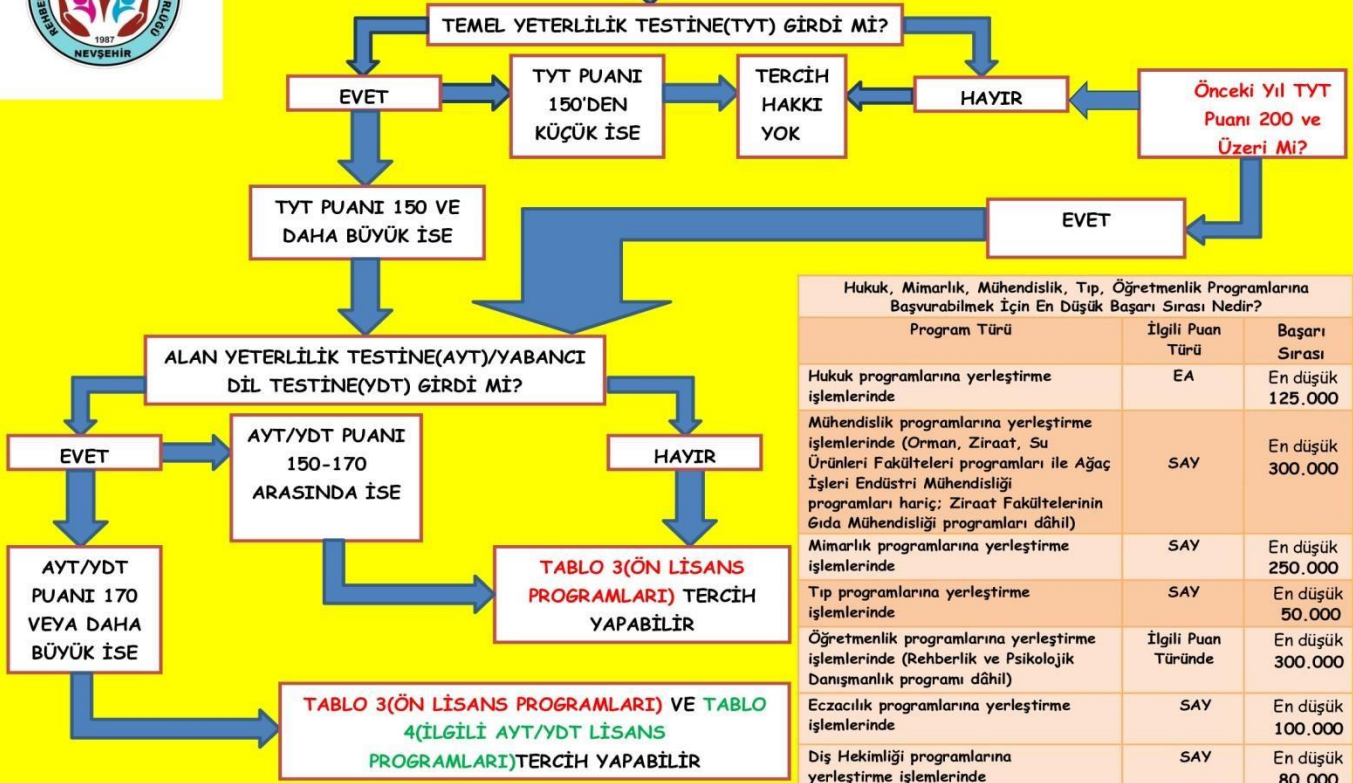 REHBE
RLÜĞÜ
1987
NEVŞEHİR
TEMEL YETERLİLİK TESTİNE(TYT) GİRDİ Mİ?
EVET
TYT PUANI
150'DEN
KÜÇÜK İSE
TERCİH
HAKKI
YOK
HAYIR
Önceki Yıl TYT
Puanı 200 ve
Üzeri Mi?
TYT PUANI 150 VE
DAHA BÜYÜK İSE
EVET
ALAN YETERLİLİK TESTİNE(AYT)/YABANCI
DİL TESTİNE(YDT) GİRDİ Mİ?
EVET
AYT/YDT PUANI
150-170
ARASINDA İSE
HAYIR
AYT/YDT
PUANI 170
VEYA DAHA
BÜYÜK İSE
TABLO 3(ÖN LİSANS
PROGRAMLARI) TERCİH
YAPABİLİR
TABLO 3(ÖN LİSANS PROGRAMLARI) VE TABLO
4(İLGİLİ AYT/YDT LİSANS
PROGRAMLARI)TERCİH YAPABİLİR
Hukuk, Mimarlık, Mühendislik, Tıp, Öğretmenlik Programlarına
Başvurabilmek İçin En Düşük Başarı Sırası Nedir?
Program Türü
İlgili Puan
Türü
Başarı
Sırası
Hukuk programlarına yerleştirme
işlemlerinde
EA
En düşük
125.000
Mühendislik programlarına yerleştirme
işlemlerinde (Orman, Ziraat, Su
Ürünleri Fakülteleri programları ile Ağaç
İşleri Endüstri Mühendisliği
programları hariç; Ziraat Fakültelerinin
Gıda Mühendisliği programları dâhil)
SAY
En düşük
300.000
Mimarlık programlarına yerleştirme
işlemlerinde
SAY
En düşük
250.000
Tıp programlarına yerleştirme
işlemlerinde
SAY
En düşük
50.000
Öğretmenlik programlarına yerleştirme
işlemlerinde (Rehberlik ve Psikolojik
Danışmanlık programı dâhil)
İlgili Puan
Türünde
En düşük
300.000
Eczacılık programlarına yerleştirme
işlemlerinde
SAY
En düşük
100.000
Diş Hekimliği programlarına
yerleştirme işlemlerinde
SAY
En düşük
80.000